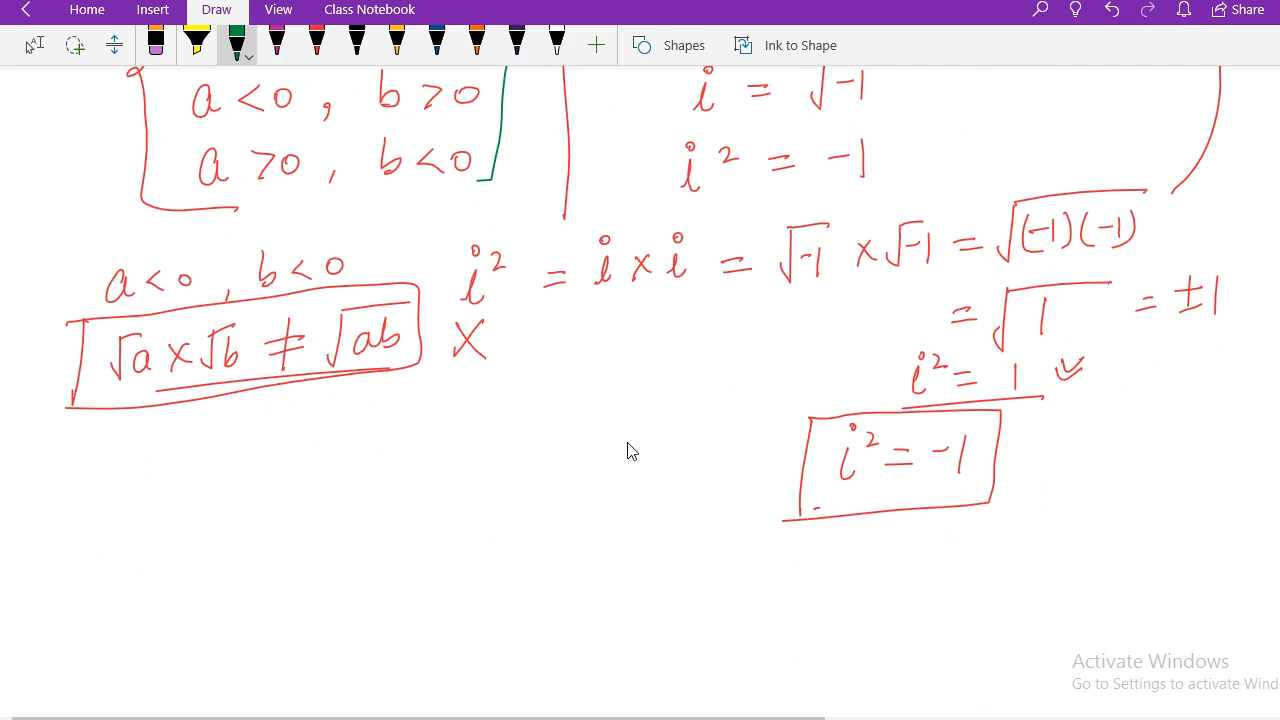 Home Insert Draw View Class Notebook Share
Shapes Ink to Shape
a < 0 , b > 0
a > 0 , b < 0
i = √-1
i² = -1
a < 0 , b < 0
√a × √b ≠ √ab ×
i² = i × i = √-1 × √-1 = √(-1)(-1)
= √1 = ±1
i² = 1
i² = -1
Activate Windows
Go to Settings to activate Wind